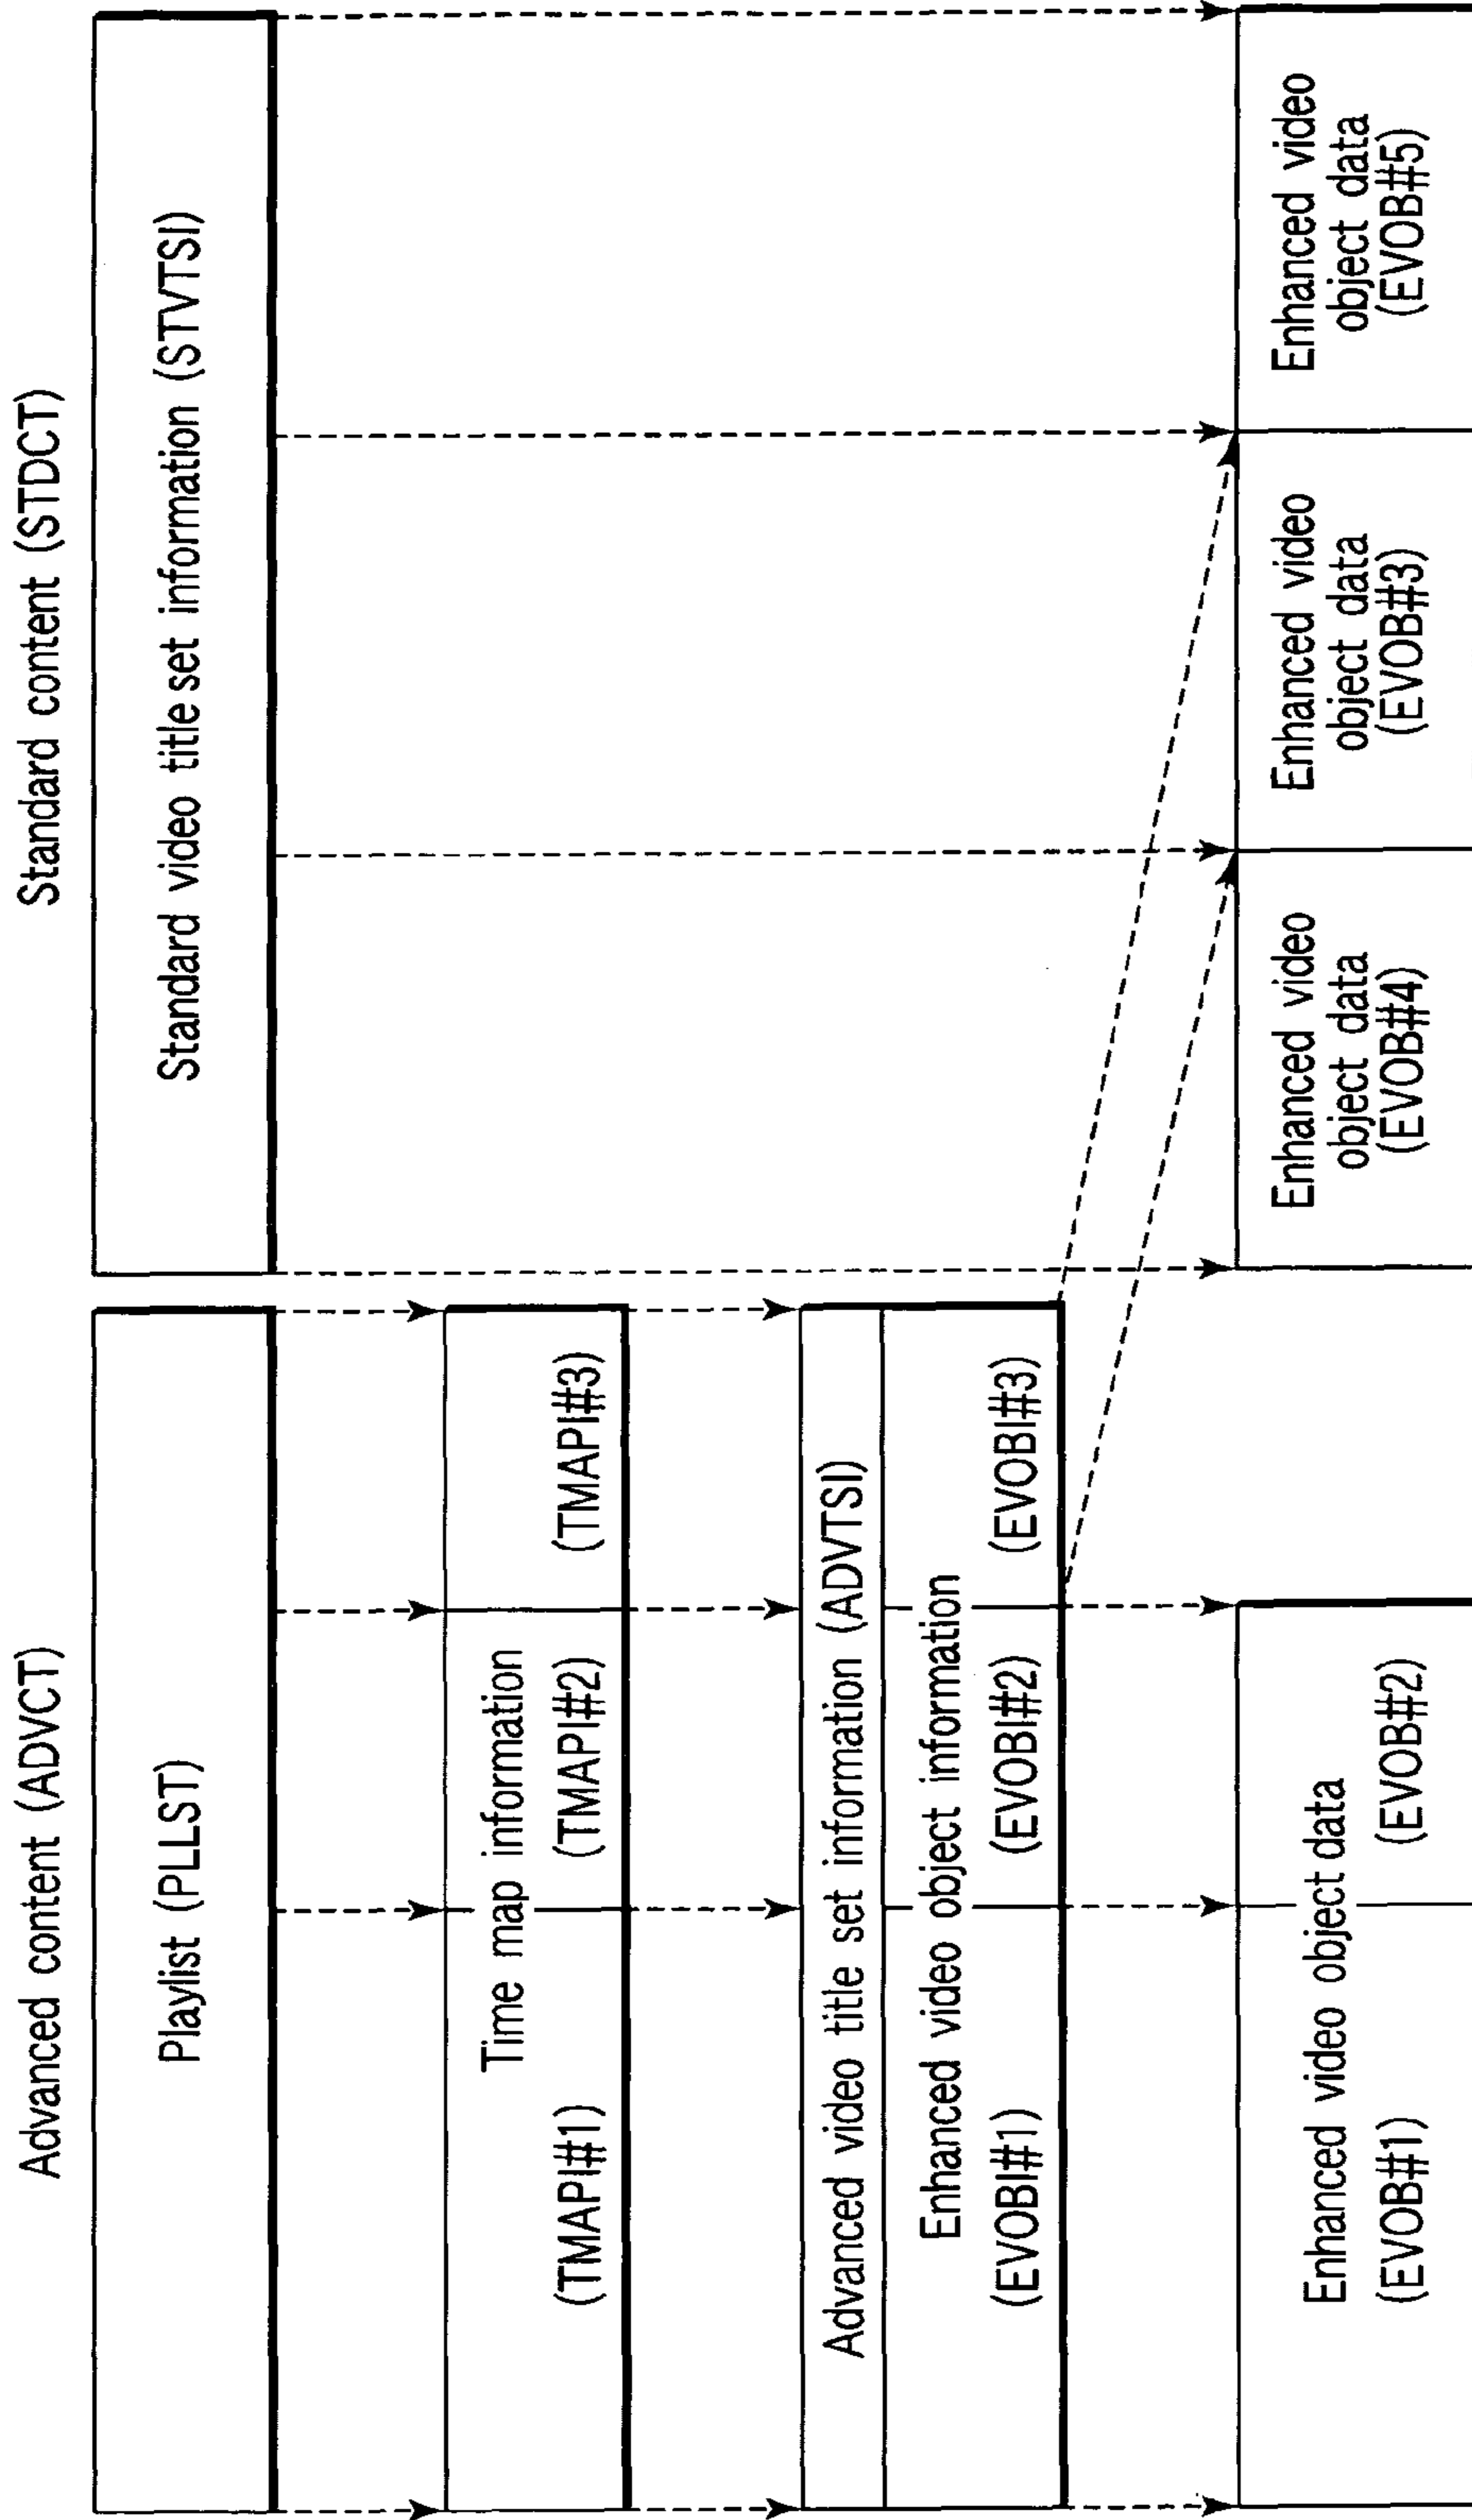 Advanced content (ADVCT)
Playlist (PLLST)
Time map information
(TMAPI#1)
(TMAPI#2)
(TMAPI#3)
Advanced video title set information (ADVTSI)
Enhanced video object information
(EVOBI#1)
(EVOBI#2)
(EVOBI#3)
Enhanced video object data
(EVOB#1)
(EVOB#2)
Standard content (STDCT)
Standard video title set information (STVTSI)
Enhanced video
object data
(EVOB#4)
Enhanced video
object data
(EVOB#3)
Enhanced video
object data
(EVOB#5)